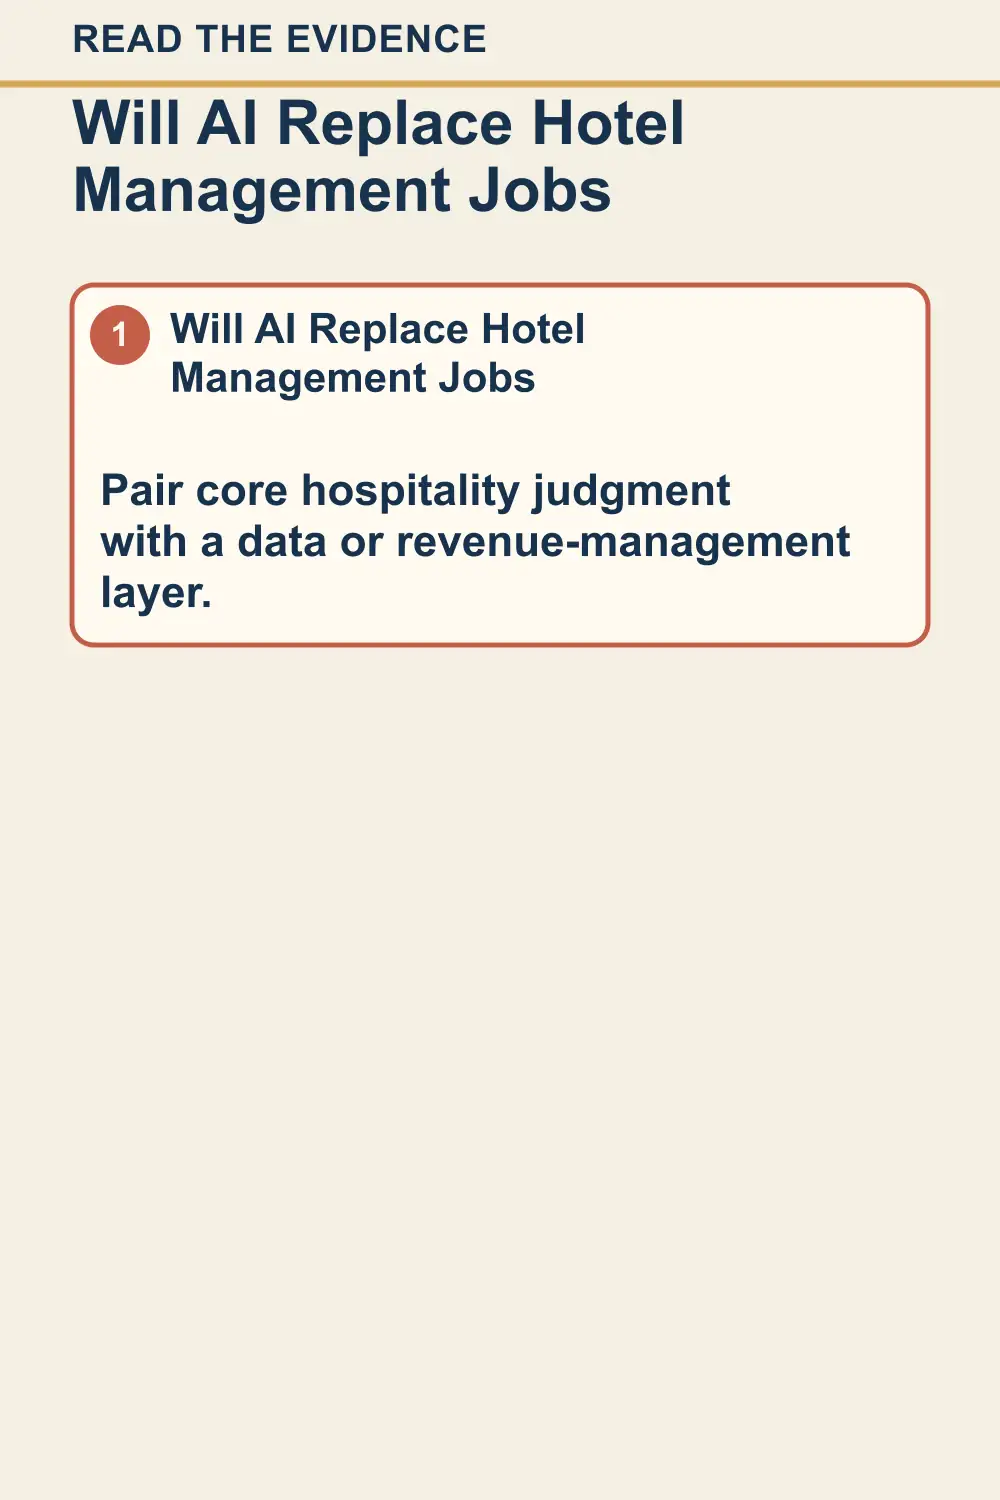 READ THE EVIDENCE
Will AI Replace Hotel
Management Jobs
1
Will AI Replace Hotel
Management Jobs
Pair core hospitality judgment
with a data or revenue-management
layer.